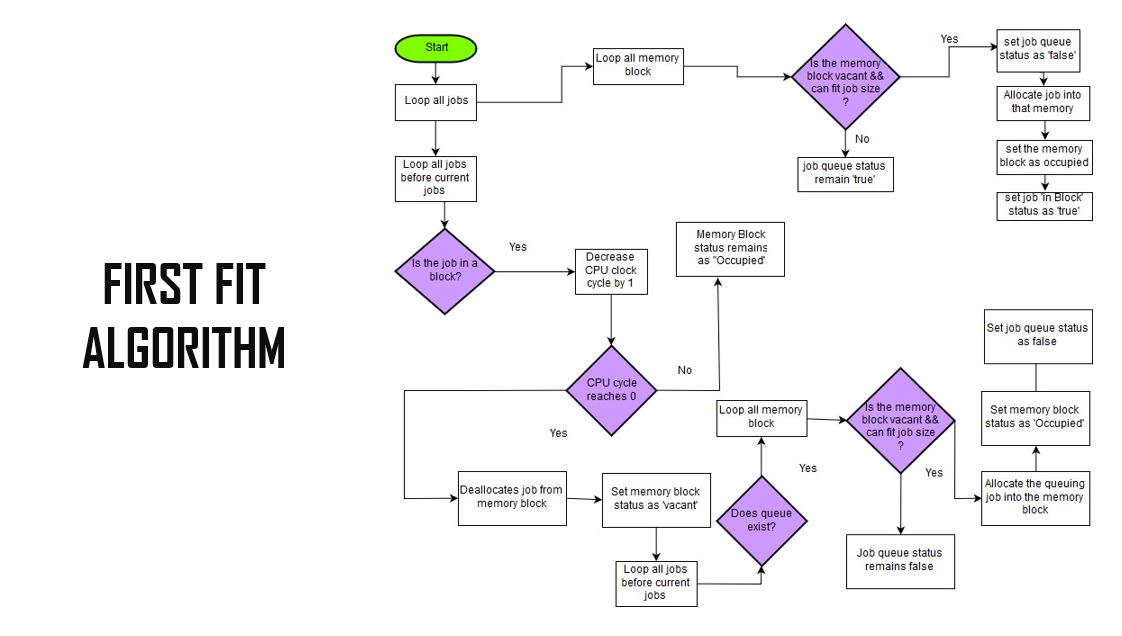 FIRST FIT
ALGORITHM
Start
Loop all jobs
Loop all memory
block
Is the memory
block vacant &&
can fit job size
?
Yes
set job queue
status as 'false'
Allocate job into
that memory
set the memory
block as occupied
set job 'in Block'
status as 'true'
No
job queue status
remain 'true'
Loop all jobs
before current
jobs
Is the job in a
block?
Yes
Decrease
CPU clock
cycle by 1
Memory Block
status remains
as "Occupied'
CPU cycle
reaches 0
No
Yes
Deallocates job from
memory block
Set memory block
status as 'vacant'
Loop all jobs
before current
jobs
Does queue
exist?
Yes
Loop all memory
block
Is the memory
block vacant &&
can fit job size
?
Yes
Job queue status
remains false
Allocate the queuing
job into the memory
block
Set memory block
status as 'Occupied'
Set job queue status
as false